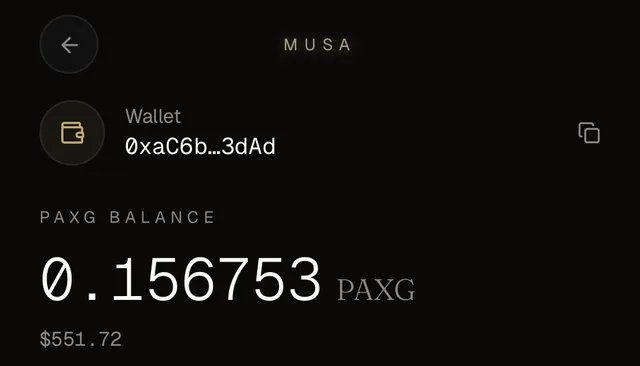 MUSA
Wallet
0xaC6b…3dAd
PAXG BALANCE
0.156753 PAXG
$551.72